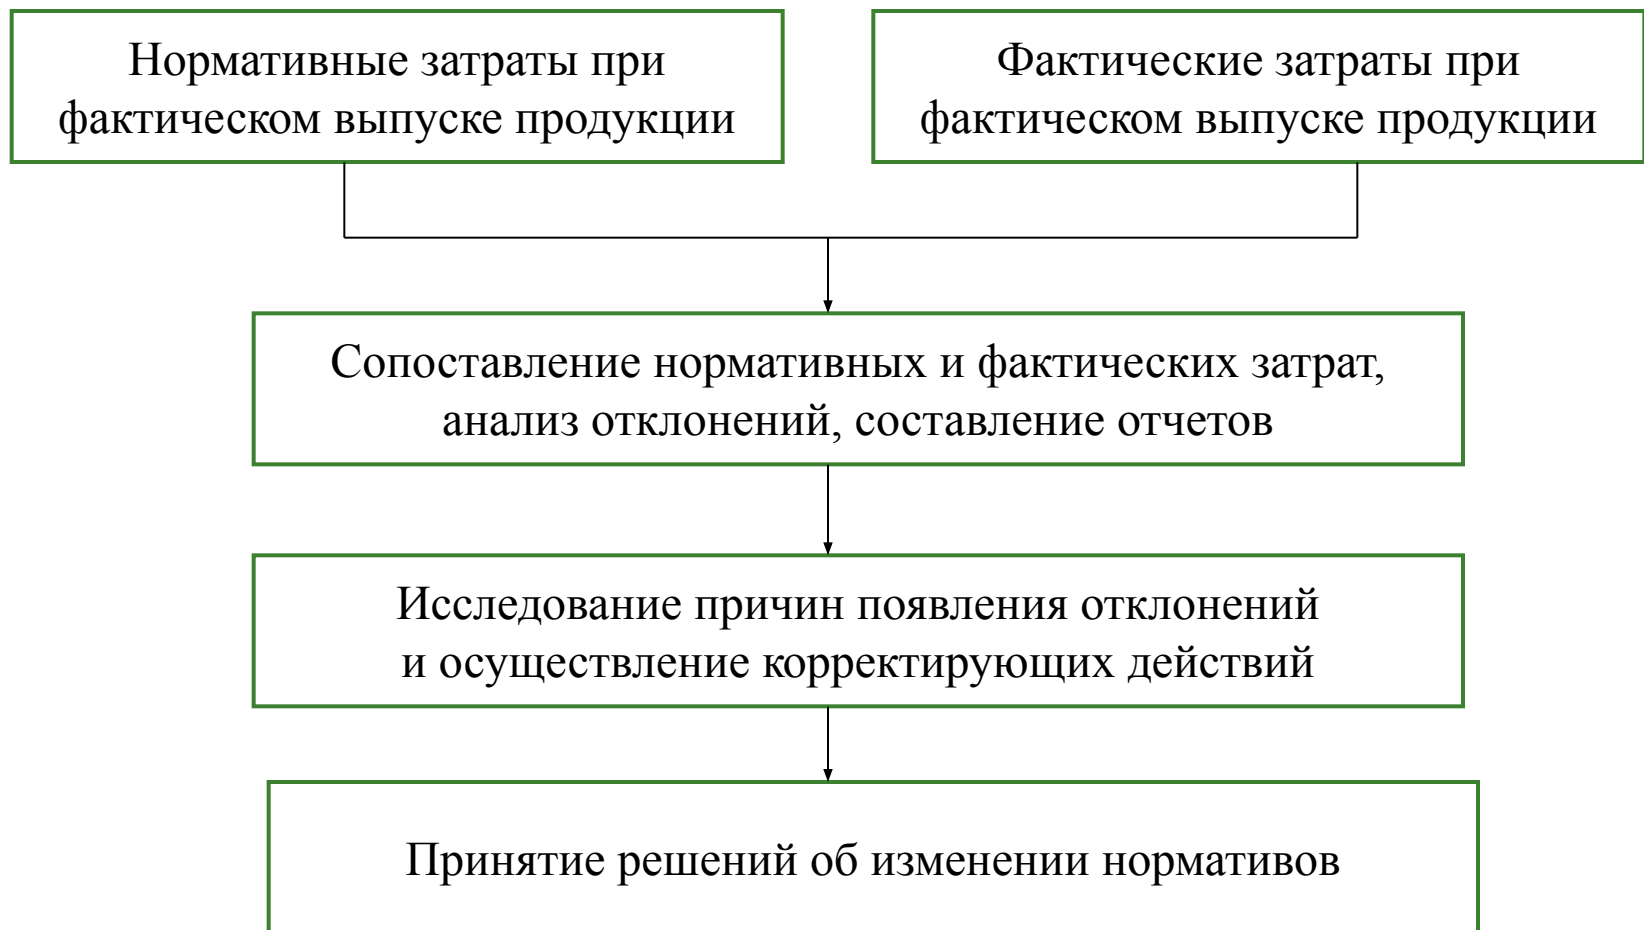 Нормативные затраты при
фактическом выпуске продукции
Фактические затраты при
фактическом выпуске продукции
Сопоставление нормативных и фактических затрат,
анализ отклонений, составление отчетов
Исследование причин появления отклонений
и осуществление корректирующих действий
Принятие решений об изменении нормативов